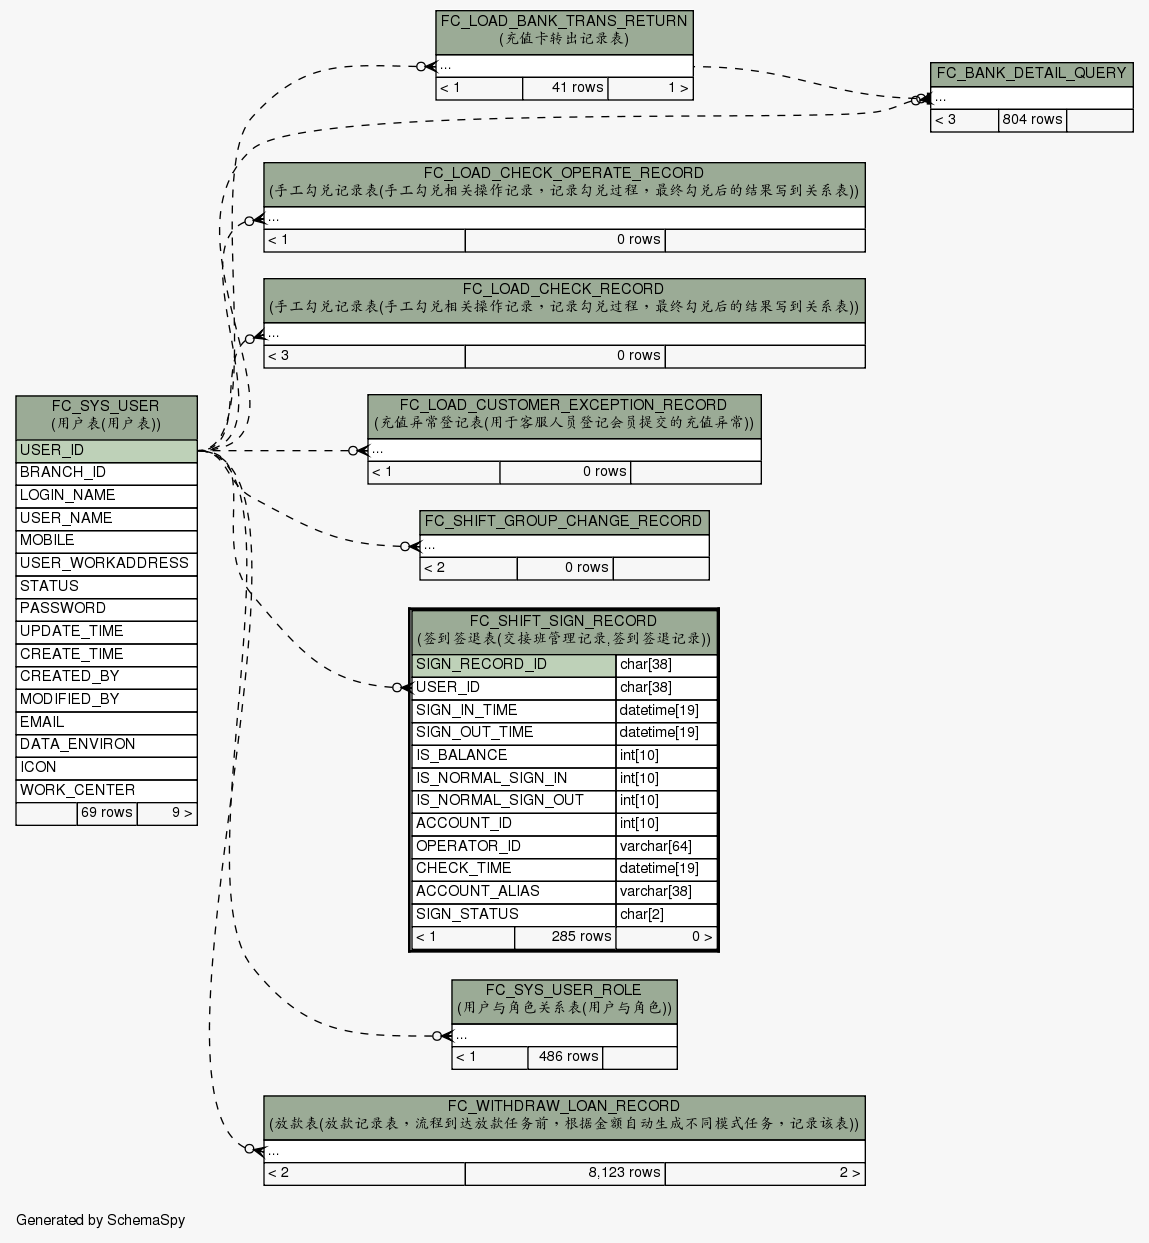 FC_LOAD_BANK_TRANS_RETURN
(充值卡转出记录表)
...
< 1 41 rows 1 >
FC_BANK_DETAIL_QUERY
...
< 3 804 rows
FC_LOAD_CHECK_OPERATE_RECORD
(手工勾兑记录表(手工勾兑相关操作记录，记录勾兑过程，最终勾兑后的结果写到关系表))
...
< 1 0 rows
FC_LOAD_CHECK_RECORD
(手工勾兑记录表(手工勾兑相关操作记录，记录勾兑过程，最终勾兑后的结果写到关系表))
...
< 3 0 rows
FC_SYS_USER
(用户表(用户表))
USER_ID
BRANCH_ID
LOGIN_NAME
USER_NAME
MOBILE
USER_WORKADDRESS
STATUS
PASSWORD
UPDATE_TIME
CREATE_TIME
CREATED_BY
MODIFIED_BY
EMAIL
DATA_ENVIRON
ICON
WORK_CENTER
69 rows 9 >
FC_LOAD_CUSTOMER_EXCEPTION_RECORD
(充值异常登记表(用于客服人员登记会员提交的充值异常))
...
< 1 0 rows
FC_SHIFT_GROUP_CHANGE_RECORD
...
< 2 0 rows
FC_SHIFT_SIGN_RECORD
(签到签退表(交接班管理记录,签到签退记录))
SIGN_RECORD_ID char[38]
USER_ID char[38]
SIGN_IN_TIME datetime[19]
SIGN_OUT_TIME datetime[19]
IS_BALANCE int[10]
IS_NORMAL_SIGN_IN int[10]
IS_NORMAL_SIGN_OUT int[10]
ACCOUNT_ID int[10]
OPERATOR_ID varchar[64]
CHECK_TIME datetime[19]
ACCOUNT_ALIAS varchar[38]
SIGN_STATUS char[2]
< 1 285 rows 0 >
FC_SYS_USER_ROLE
(用户与角色关系表(用户与角色))
...
< 1 486 rows
FC_WITHDRAW_LOAN_RECORD
(放款表(放款记录表，流程到达放款任务前，根据金额自动生成不同模式任务，记录该表))
...
< 2 8,123 rows 2 >
Generated by SchemaSpy